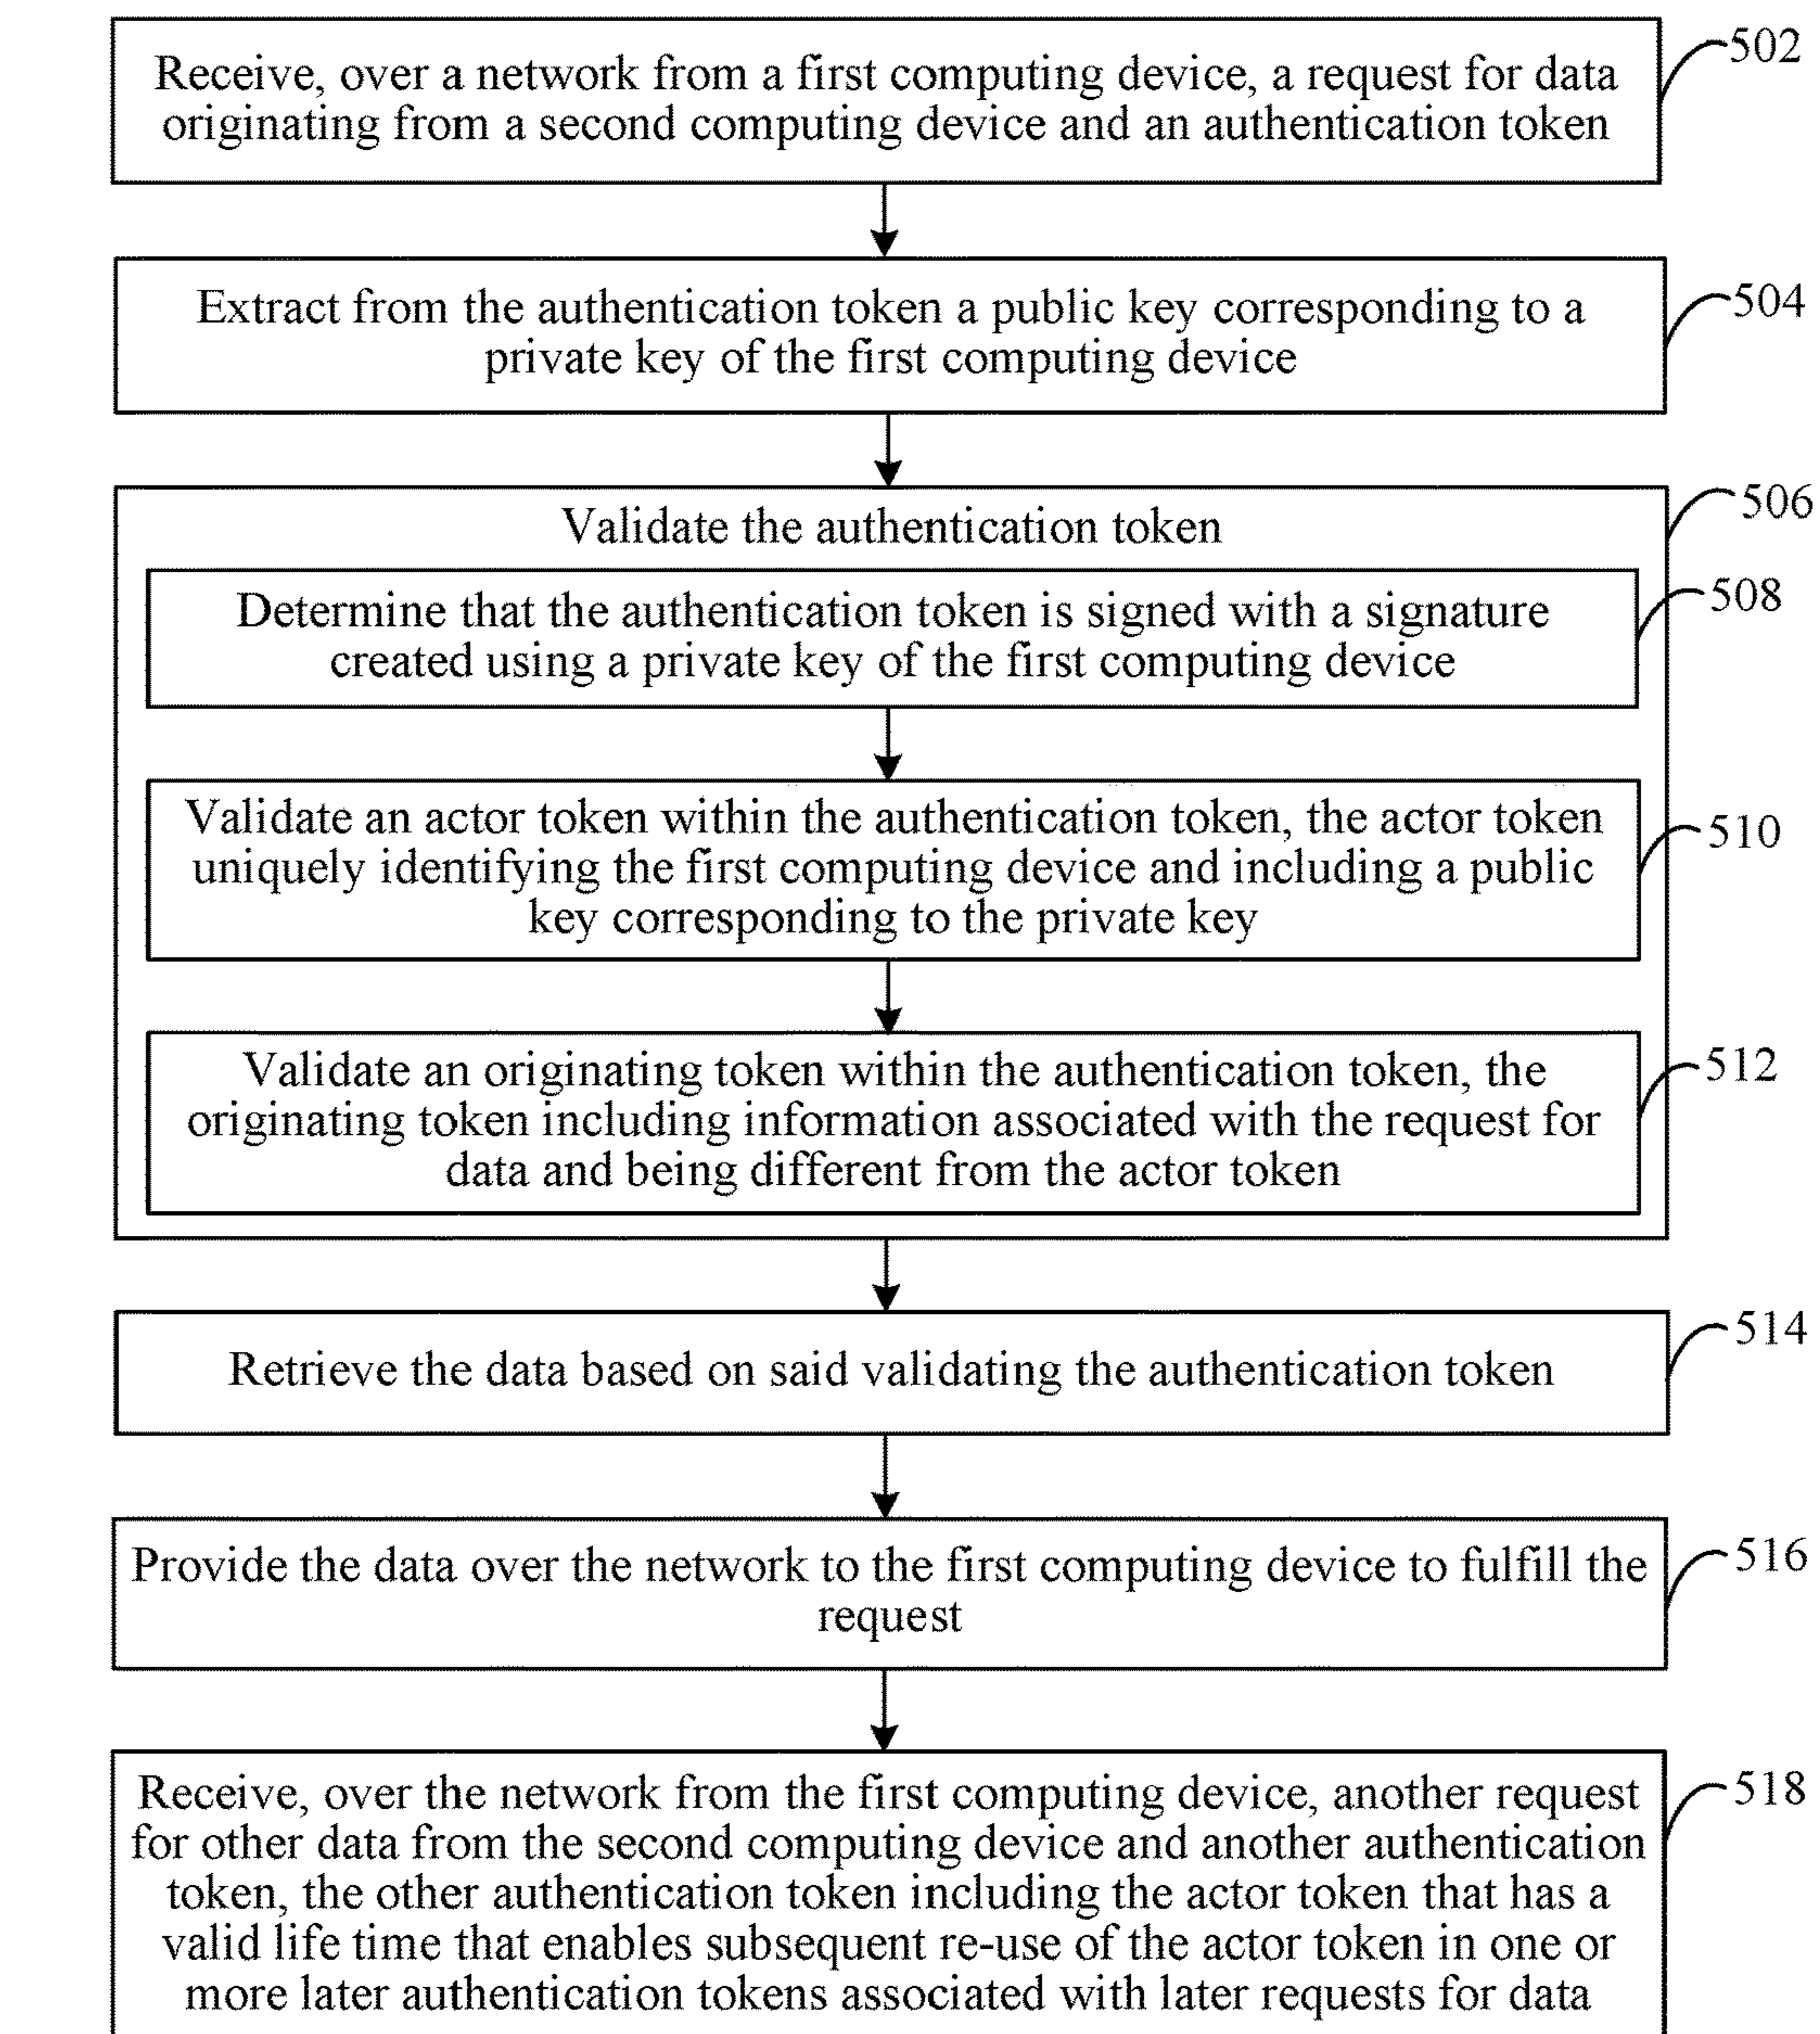 Receive, over a network from a first computing device, a request for data
originating from a second computing device and an authentication token
502
Extract from the authentication token a public key corresponding to a
private key of the first computing device
504
Validate the authentication token
506
Determine that the authentication token is signed with a signature
created using a private key of the first computing device
508
Validate an actor token within the authentication token, the actor token
uniquely identifying the first computing device and including a public
key corresponding to the private key
510
Validate an originating token within the authentication token, the
originating token including information associated with the request for
data and being different from the actor token
512
Retrieve the data based on said validating the authentication token
514
Provide the data over the network to the first computing device to fulfill the
request
516
Receive, over the network from the first computing device, another request
for other data from the second computing device and another authentication
token, the other authentication token including the actor token that has a
valid life time that enables subsequent re-use of the actor token in one or
more later authentication tokens associated with later requests for data
518